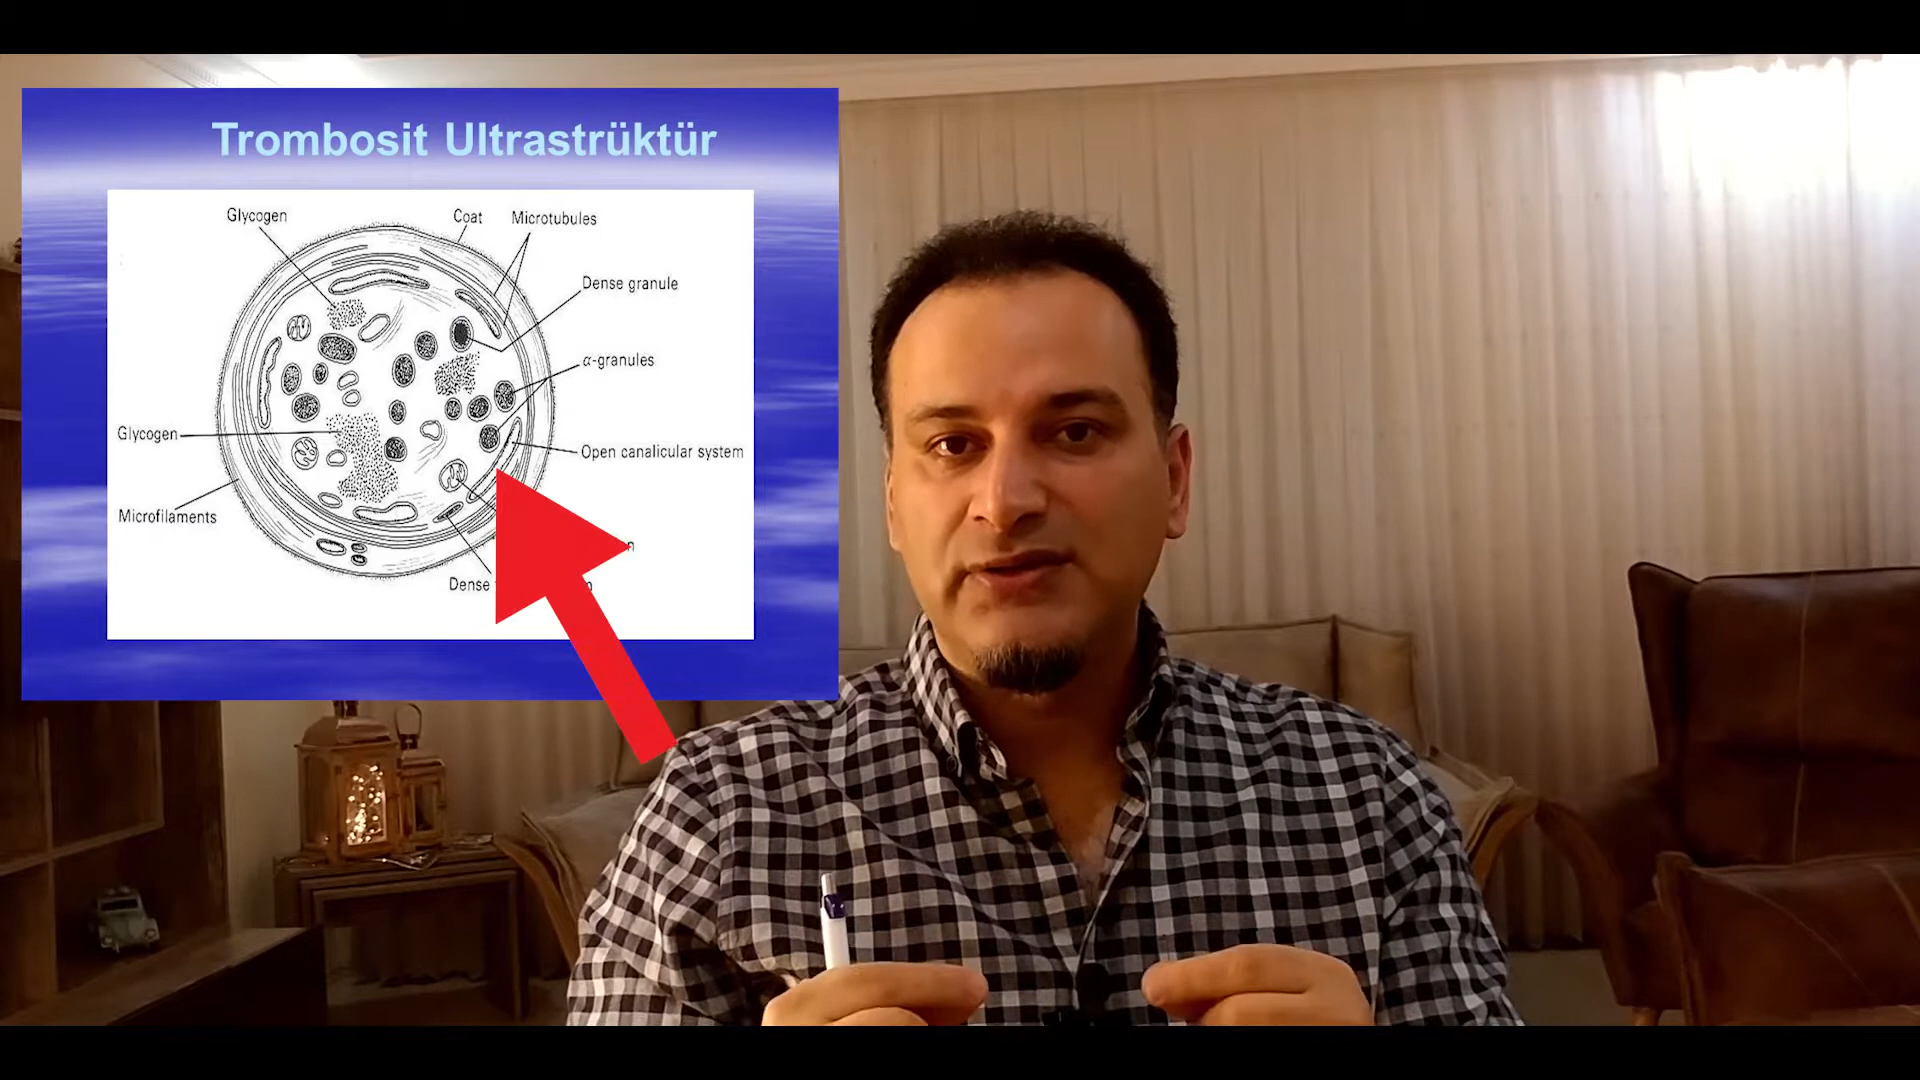 Trombosit Ultrastrüktür
Glycogen
Coat
Microtubules
Dense granule
α-granules
Glycogen
Open canalicular system
Microfilaments
Dense